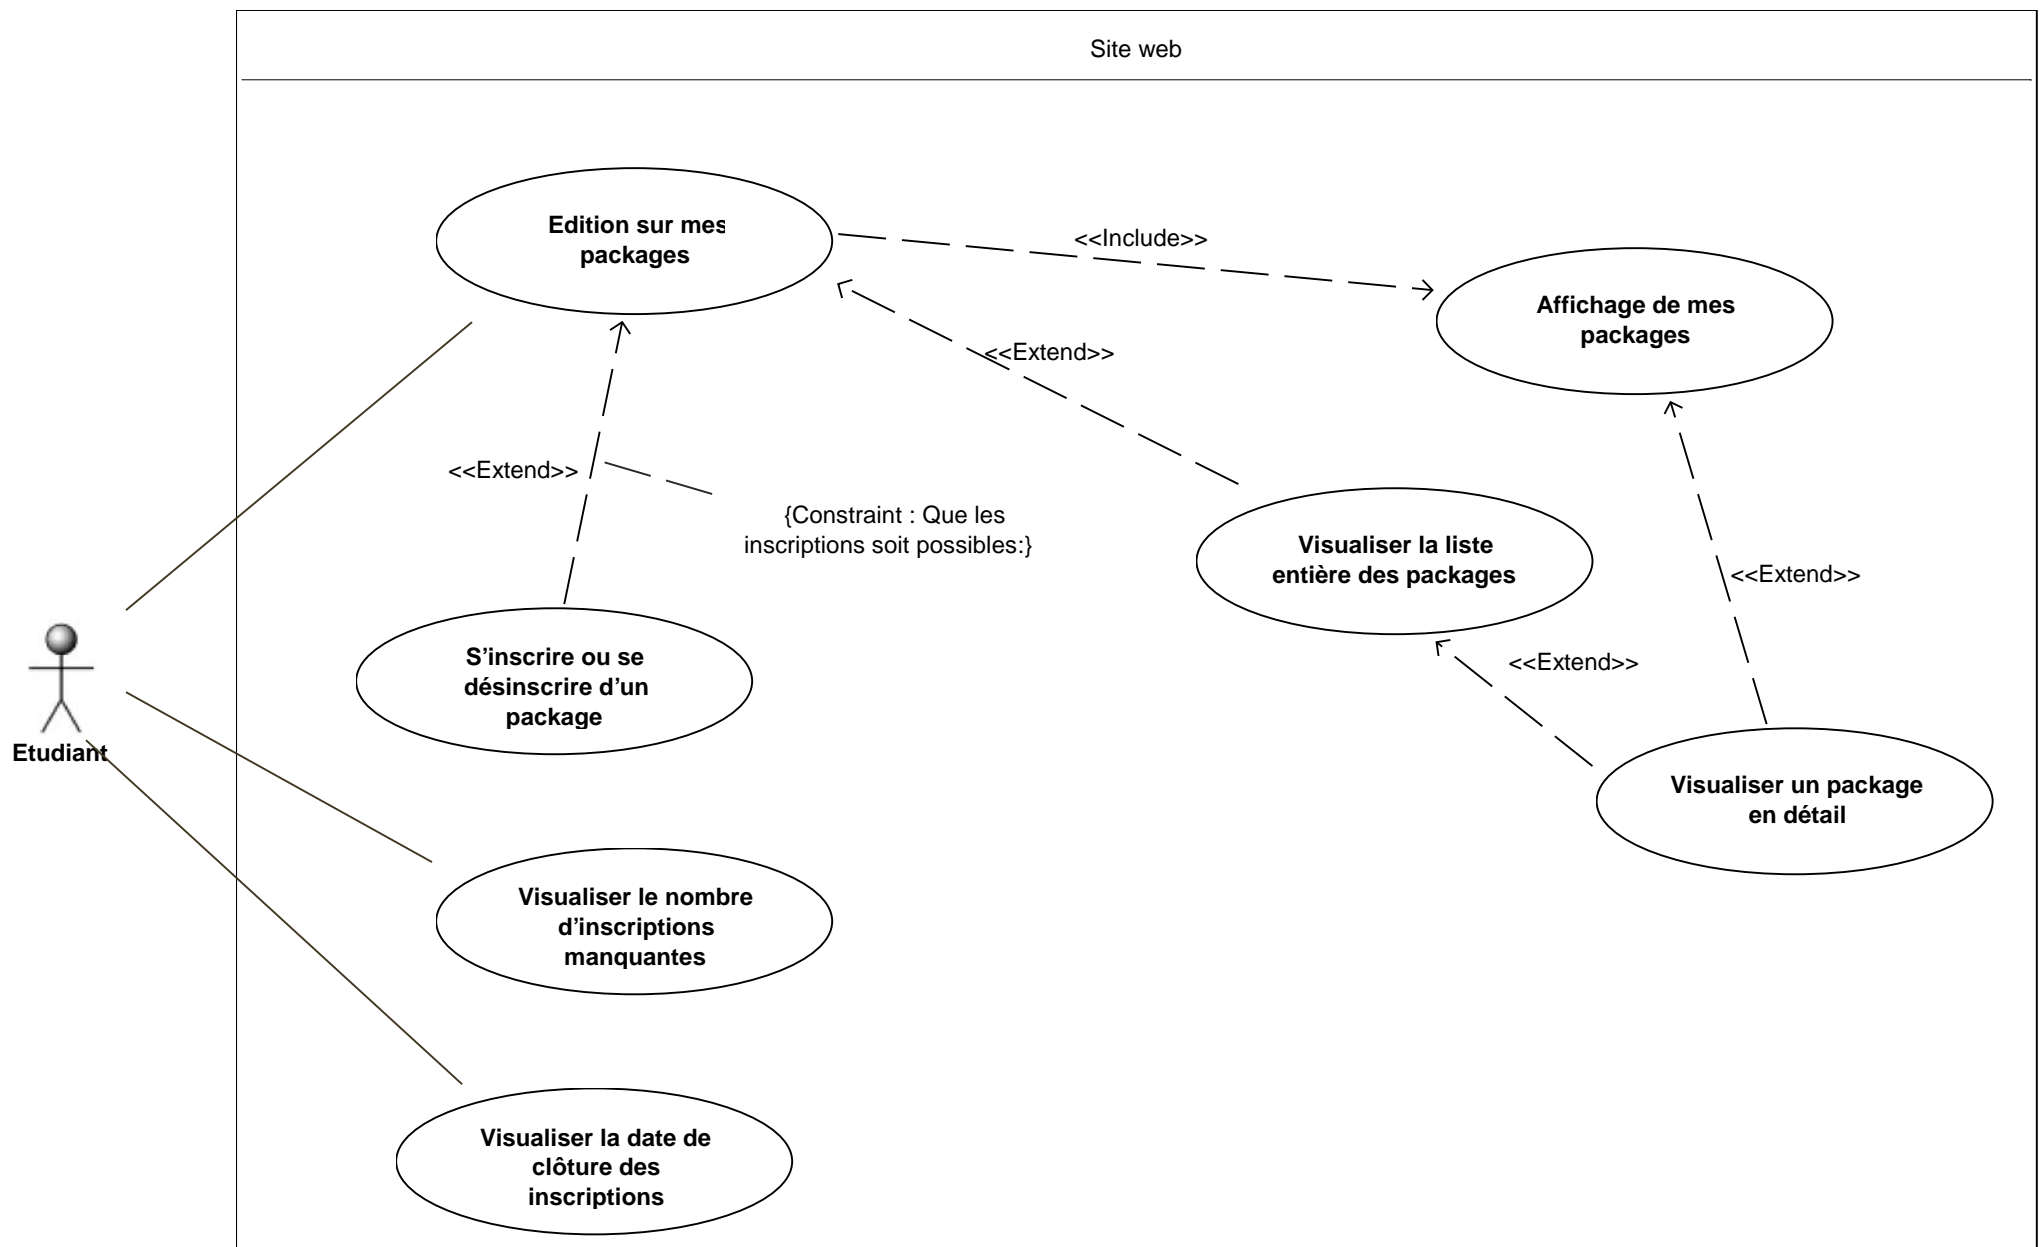 Site web
Edition sur mes
packages
<<Include>>
Affichage de mes
packages
<<Extend>>
<<Extend>>
{Constraint : Que les
inscriptions soit possibles:}
Visualiser la liste
entière des packages
<<Extend>>
S’inscrire ou se
désinscrire d’un
package
<<Extend>>
Etudiant
Visualiser un package
en détail
Visualiser le nombre
d’inscriptions
manquantes
Visualiser la date de
clôture des
inscriptions